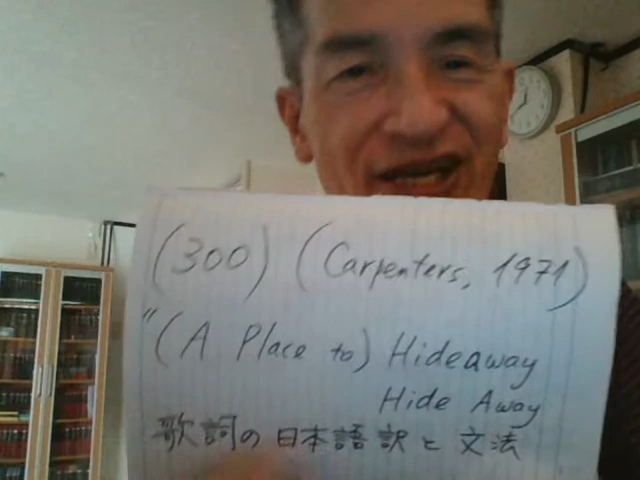 (300) (Carpenters, 1971)
"(A Place to) Hideaway
Hide Away
歌詞の日本語訳と文法